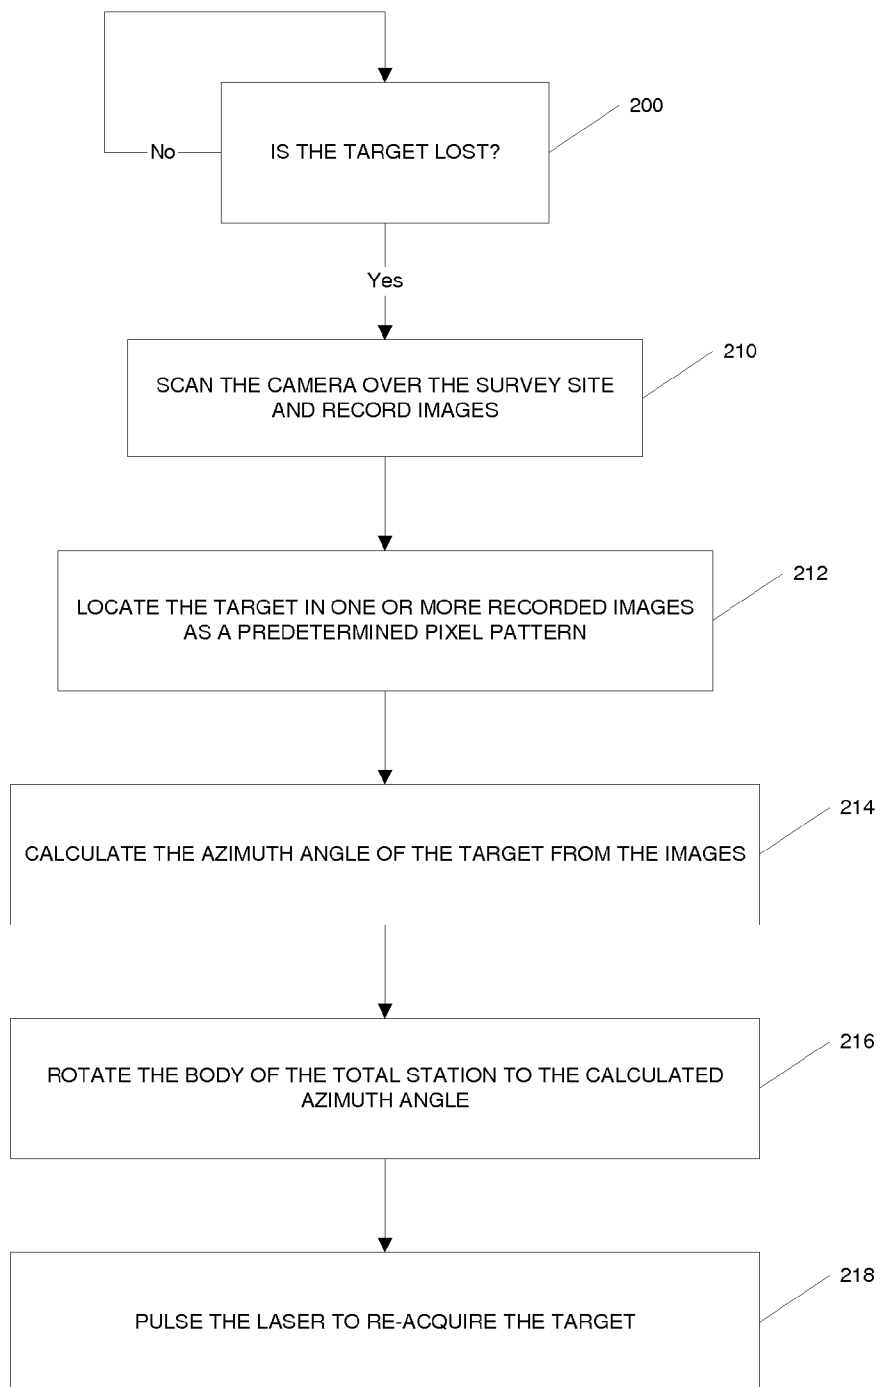 200
IS THE TARGET LOST?
No
Yes
210
SCAN THE CAMERA OVER THE SURVEY SITE
AND RECORD IMAGES
212
LOCATE THE TARGET IN ONE OR MORE RECORDED IMAGES
AS A PREDETERMINED PIXEL PATTERN
214
CALCULATE THE AZIMUTH ANGLE OF THE TARGET FROM THE IMAGES
216
ROTATE THE BODY OF THE TOTAL STATION TO THE CALCULATED
AZIMUTH ANGLE
218
PULSE THE LASER TO RE-ACQUIRE THE TARGET